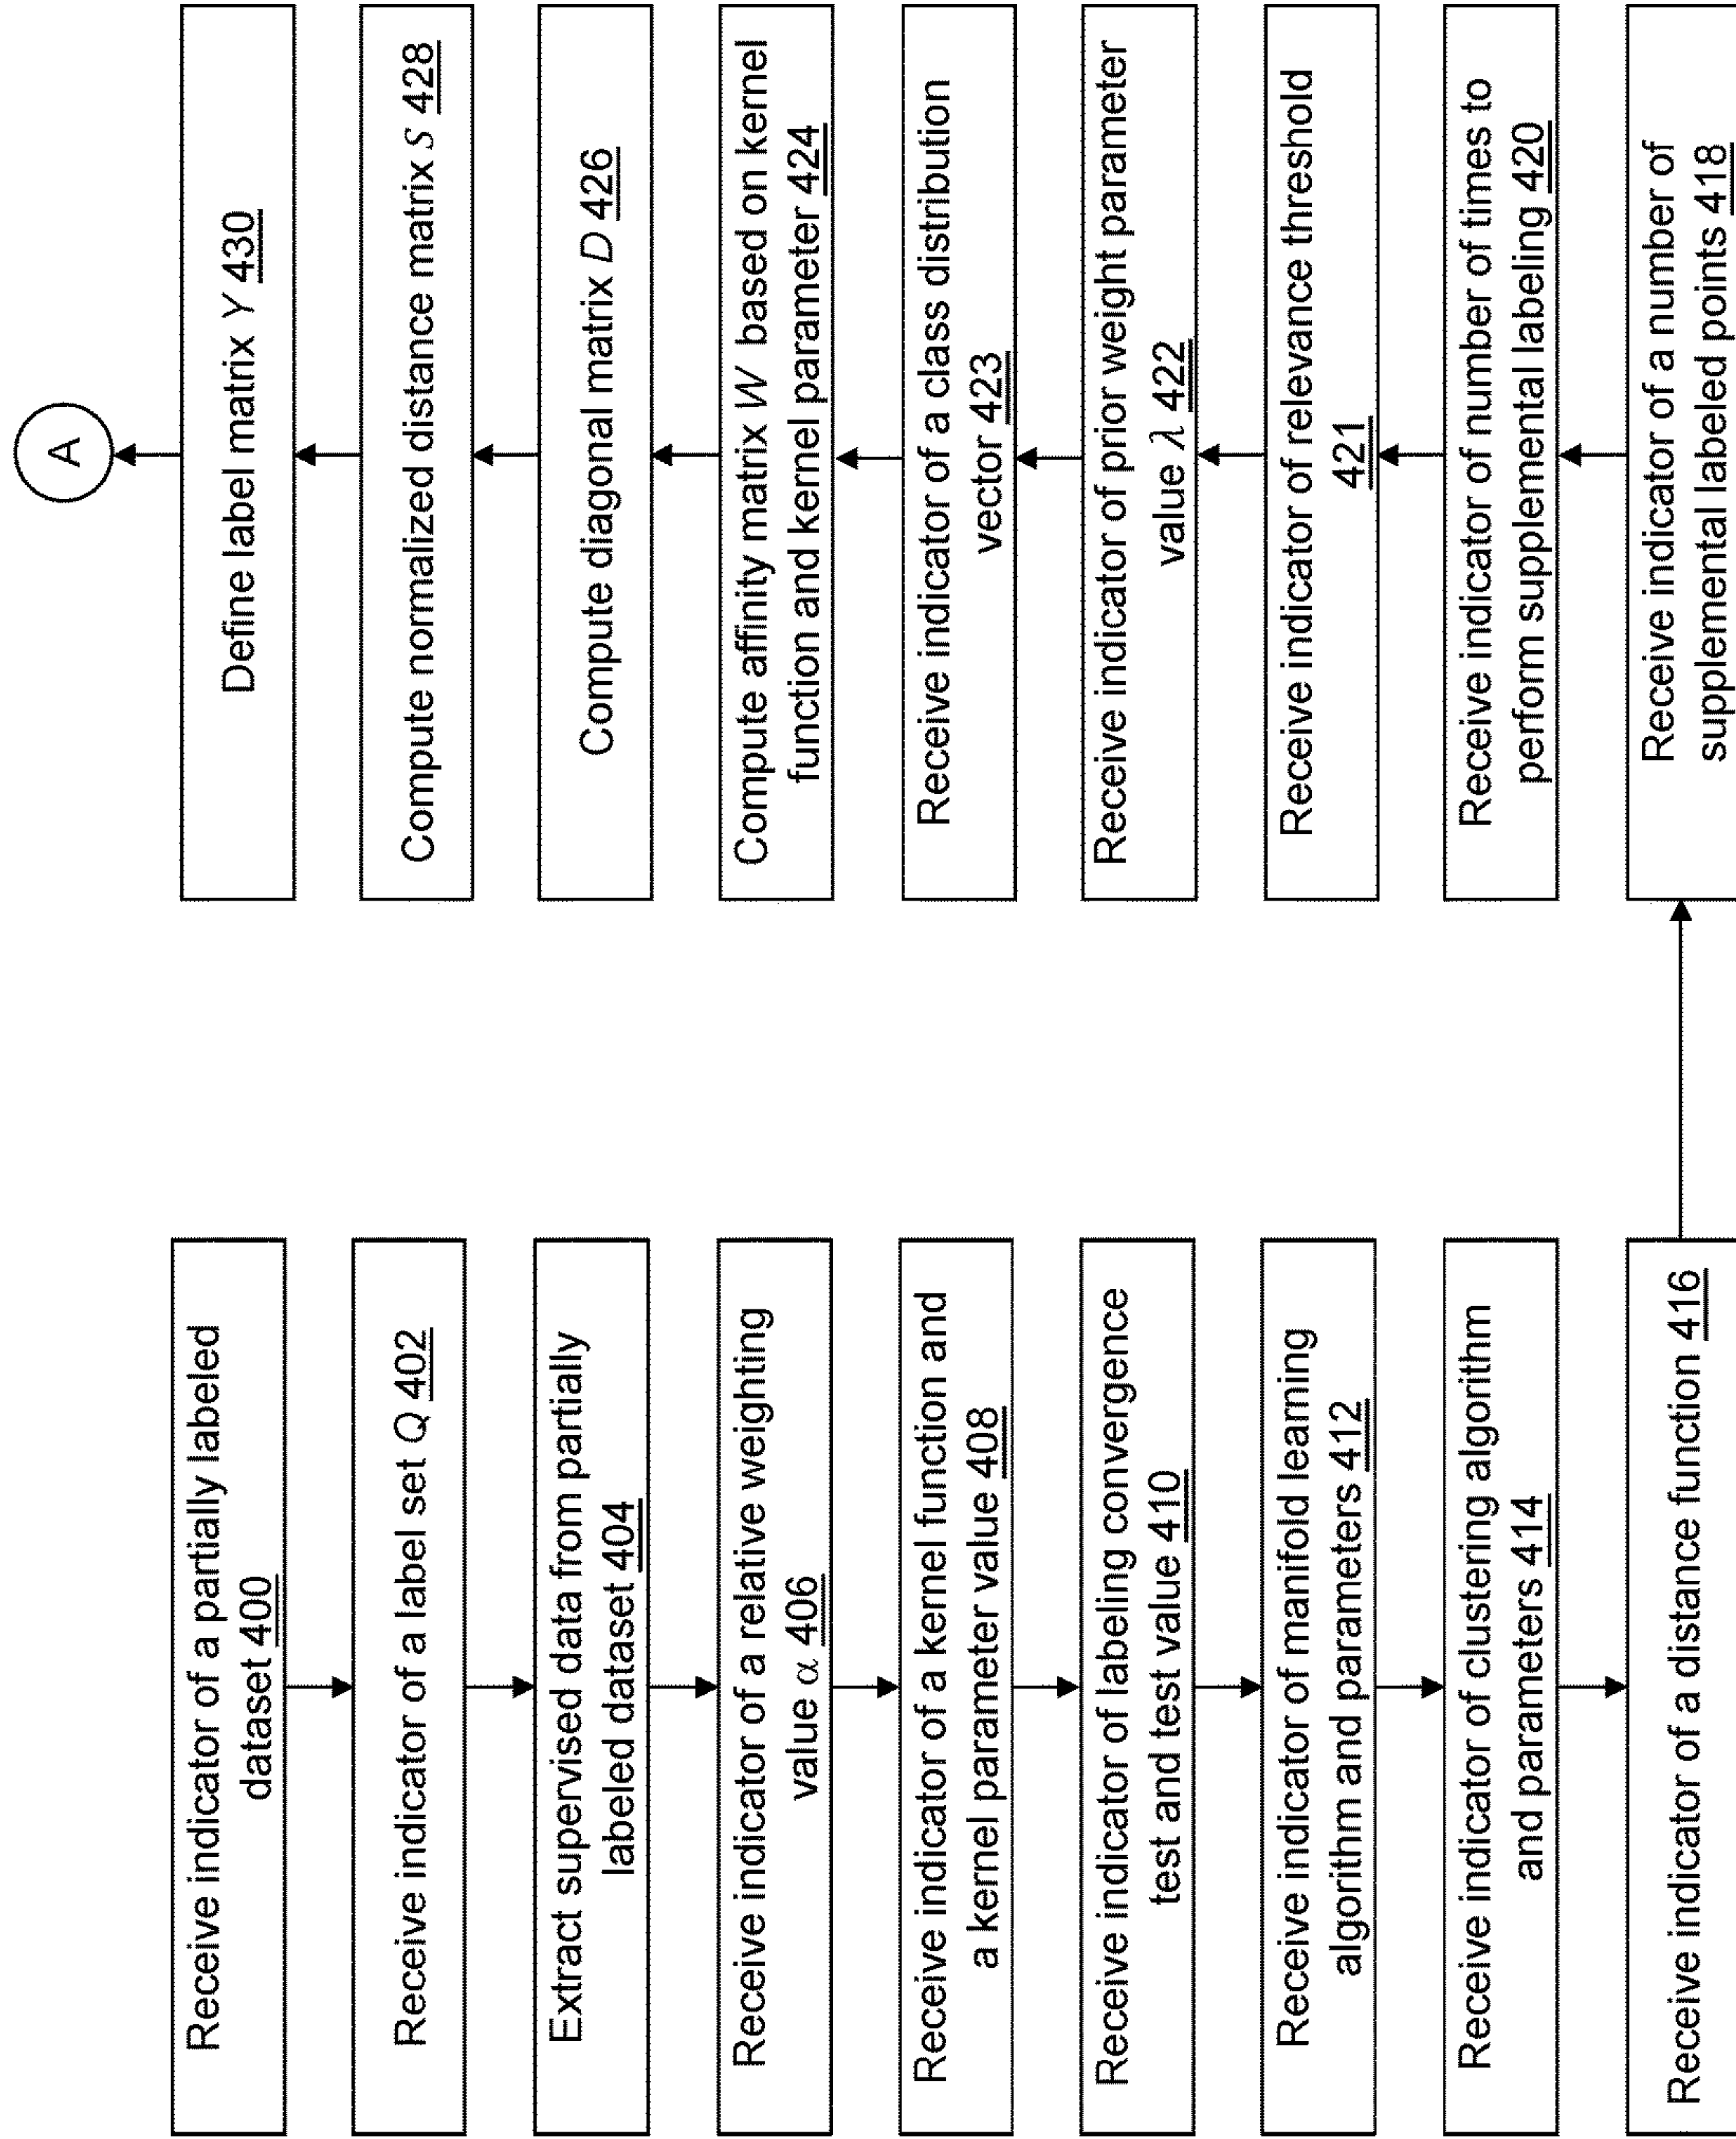 Receive indicator of a partially labeled
dataset 400
Receive indicator of a label set Q 402
Extract supervised data from partially
labeled dataset 404
Receive indicator of a relative weighting
value α 406
Receive indicator of a kernel function and
a kernel parameter value 408
Receive indicator of labeling convergence
test and test value 410
Receive indicator of manifold learning
algorithm and parameters 412
Receive indicator of clustering algorithm
and parameters 414
Receive indicator of a distance function 416
Receive indicator of a number of
supplemental labeled points 418
Receive indicator of number of times to
perform supplemental labeling 420
Receive indicator of relevance threshold
421
Receive indicator of prior weight parameter
value λ 422
Receive indicator of a class distribution
vector 423
Compute affinity matrix W based on kernel
function and kernel parameter 424
Compute diagonal matrix D 426
Compute normalized distance matrix S 428
Define label matrix Y 430
A